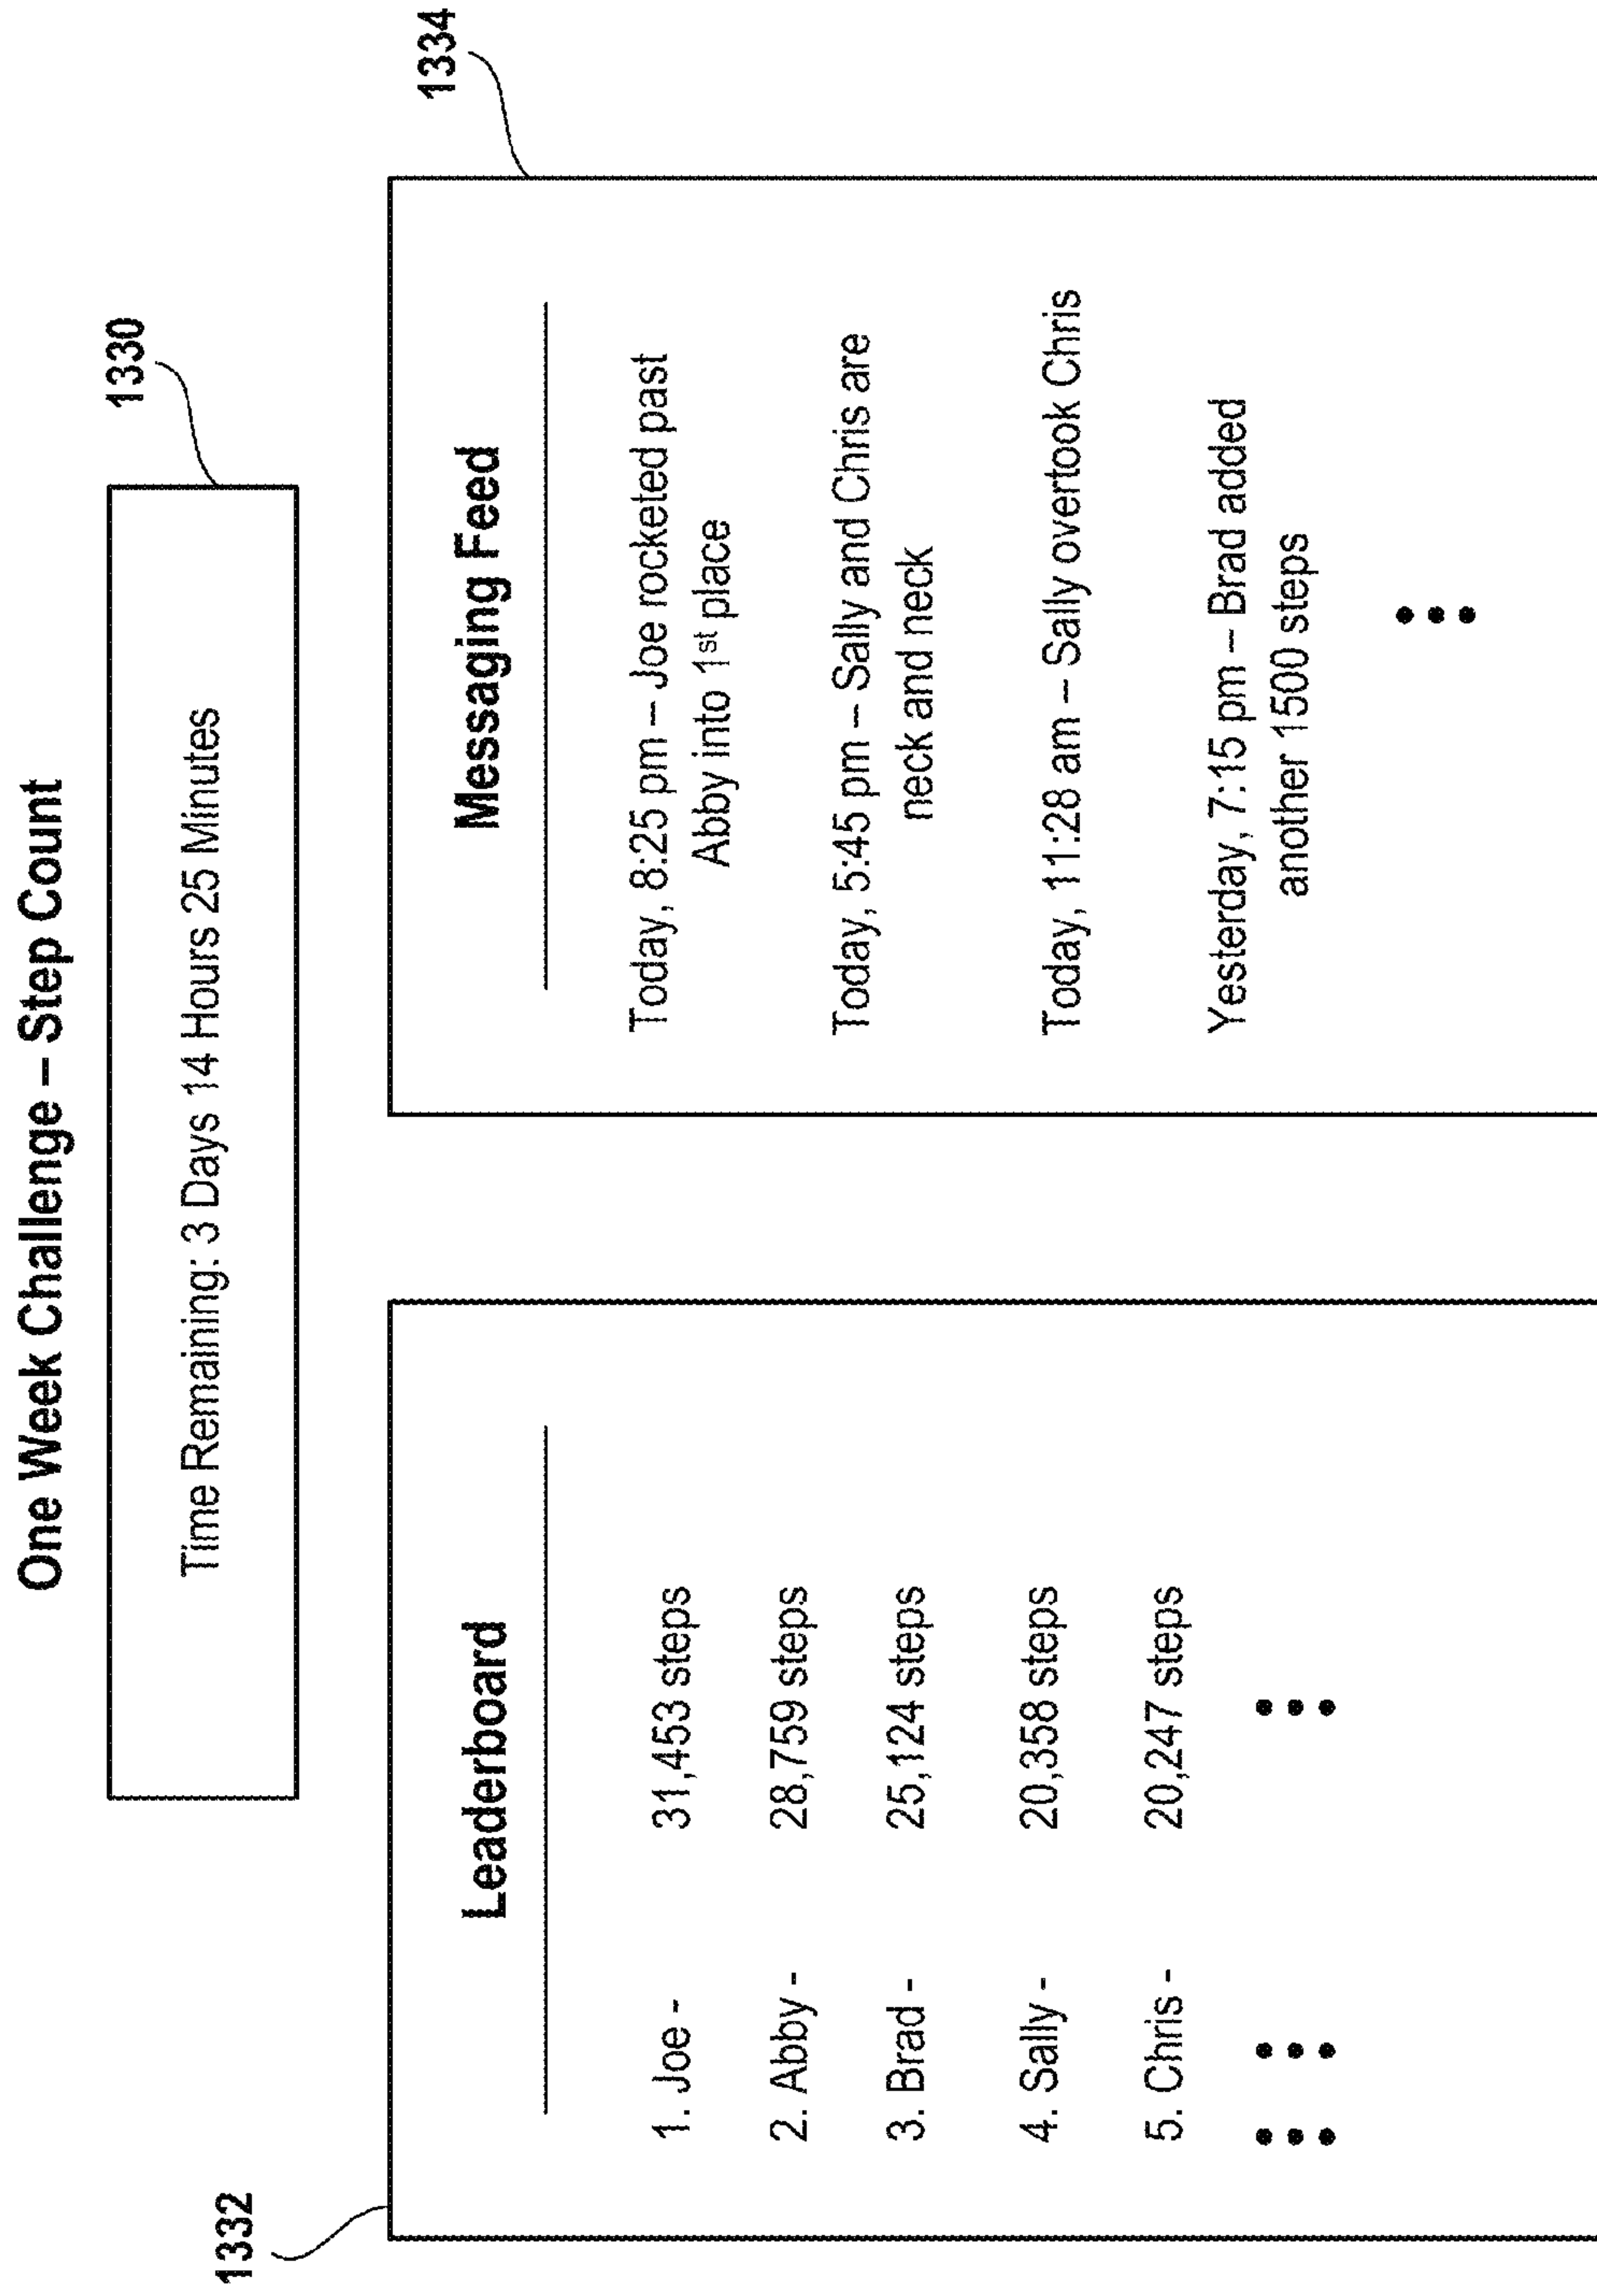 One Week Challenge – Step Count
1330
Time Remaining: 3 Days 14 Hours 25 Minutes
1332
Leaderboard
1. Joe - 31,453 steps
2. Abby - 28,759 steps
3. Brad - 25,124 steps
4. Sally - 20,358 steps
5. Chris - 20,247 steps
1334
Messaging Feed
Today, 8:25 pm – Joe rocketed past
Abby into 1st place
Today, 5:45 pm – Sally and Chris are
neck and neck
Today, 11:28 am – Sally overtook Chris
Yesterday, 7:15 pm – Brad added
another 1500 steps